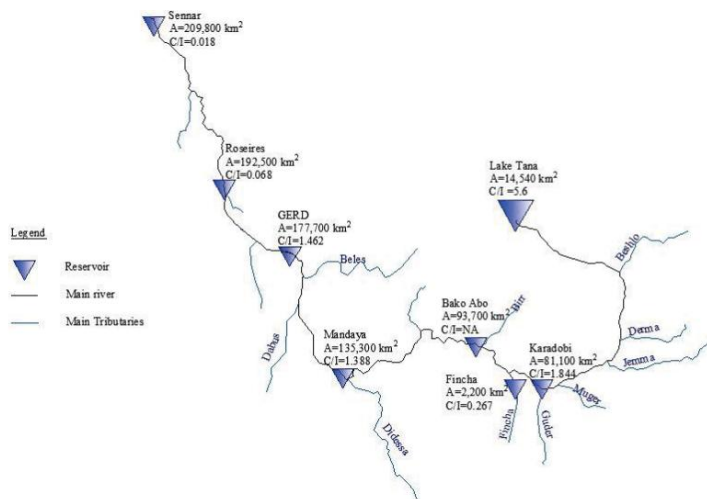 Sennar
A=209,800 km²
C/I=0.018
Roseires
A=192,500 km²
C/I=0.068
Lake Tana
A=14,540 km²
C/I =5.6
GERD
A=177,700 km²
C/I=1.462
Legend
Reservoir
Main river
Main Tributaries
Beles
Beshlo
Dabus
Mandaya
A=135,300 km²
C/I=1.388
Bako Abo
A=93,700 km²
C/I=NA
Birr
Karadobi
A=81,100 km²
C/I=1.844
Derma
Jemma
Fincha
A=2,200 km²
C/I=0.267
Muger
Fincha
Guder
Didessa